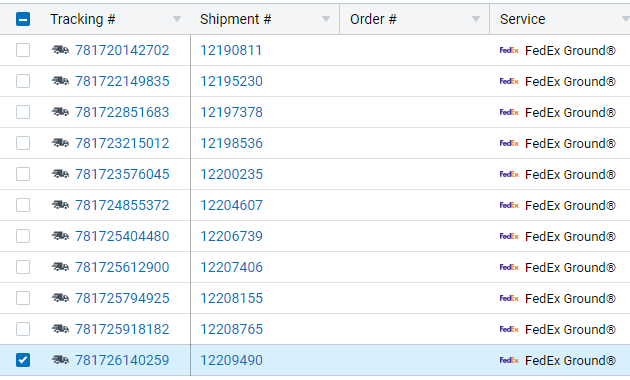 Tracking # Shipment # Order # Service
781720142702 12190811 FedEx FedEx Ground®
781722149835 12195230 FedEx FedEx Ground®
781722851683 12197378 FedEx FedEx Ground®
781723215012 12198536 FedEx FedEx Ground®
781723576045 12200235 FedEx FedEx Ground®
781724855372 12204607 FedEx FedEx Ground®
781725404480 12206739 FedEx FedEx Ground®
781725612900 12207406 FedEx FedEx Ground®
781725794925 12208155 FedEx FedEx Ground®
781725918182 12208765 FedEx FedEx Ground®
781726140259 12209490 FedEx FedEx Ground®